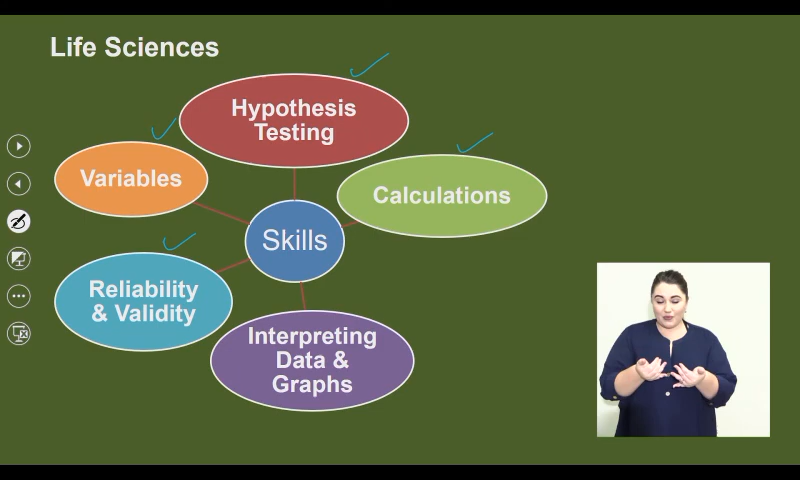 Life Sciences
Hypothesis
Testing
Variables
Calculations
Skills
Reliability
& Validity
Interpreting
Data &
Graphs